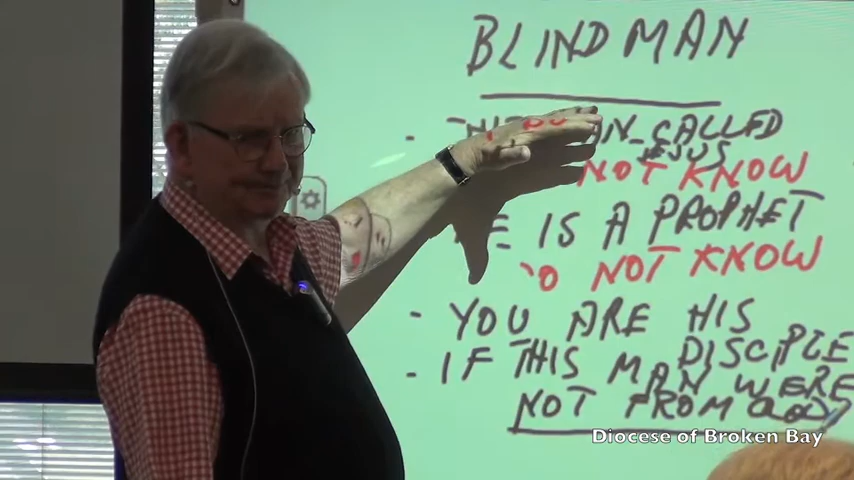 BLIND MAN
- CALLED
JESUS
NOT KNOW
IS A PROPHET
NOT KNOW
- YOU ARE HIS
DISCIPLE
- IF THIS MAN WERE
NOT FROM GOD
Diocese of Broken Bay